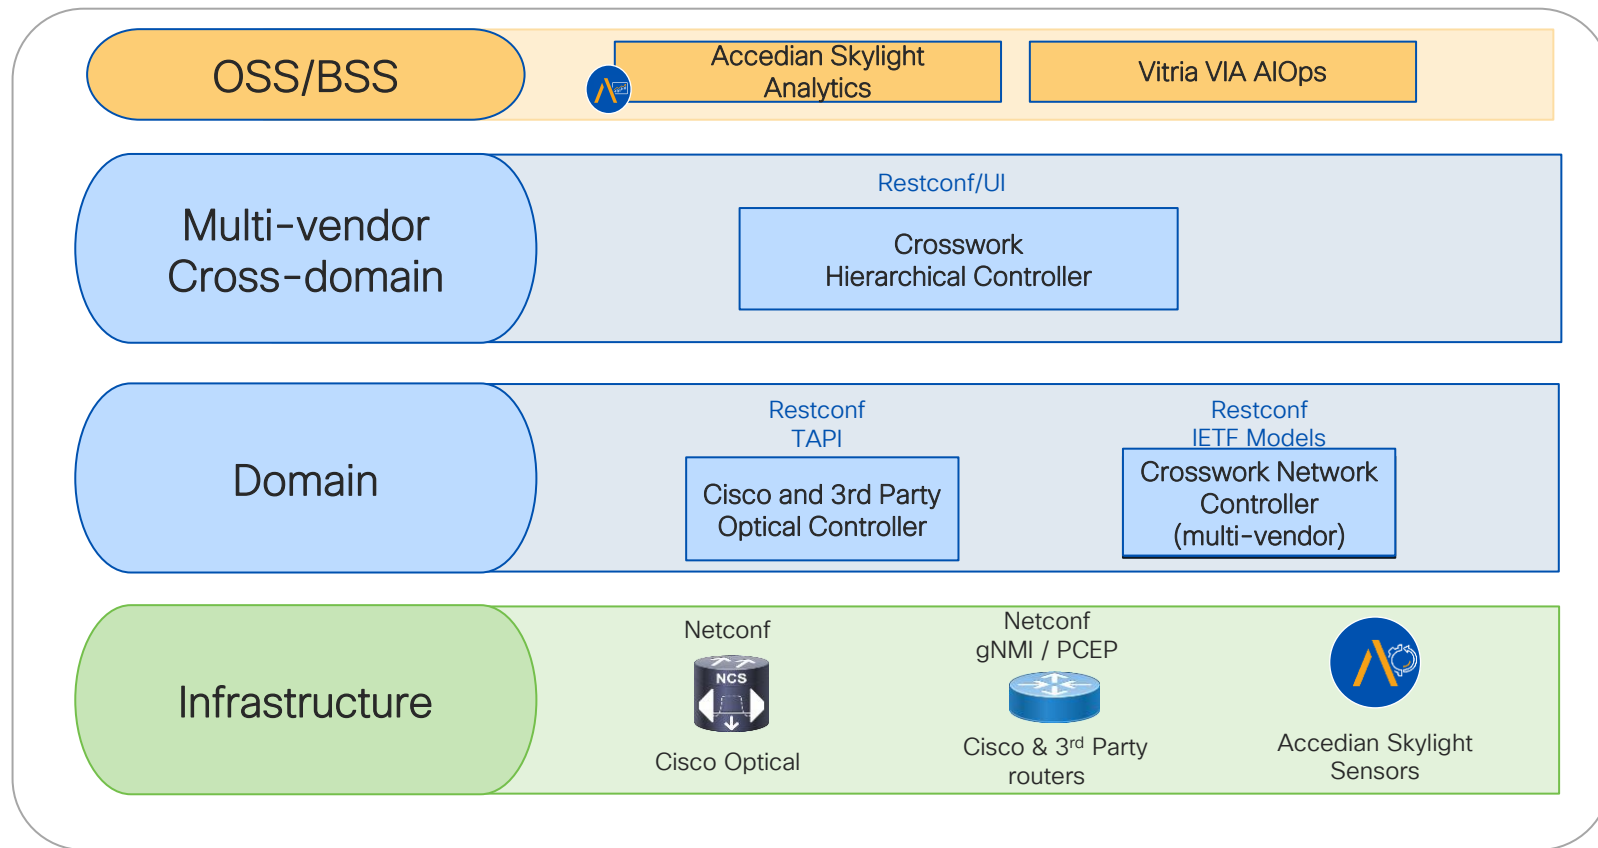 OSS/BSS
Accedian Skylight
Analytics
Vitria VIA AIOps
Multi-vendor
Cross-domain
Restconf/UI
Crosswork
Hierarchical Controller
Domain
Restconf
TAPI
Cisco and 3rd Party
Optical Controller
Restconf
IETF Models
Crosswork Network
Controller
(multi-vendor)
Infrastructure
Netconf
NCS
Cisco Optical
Netconf
gNMI / PCEP
Cisco & 3rd Party
routers
Accedian Skylight
Sensors